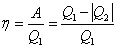 η = A/Q₁ = (Q₁ − |Q₂|)/Q₁